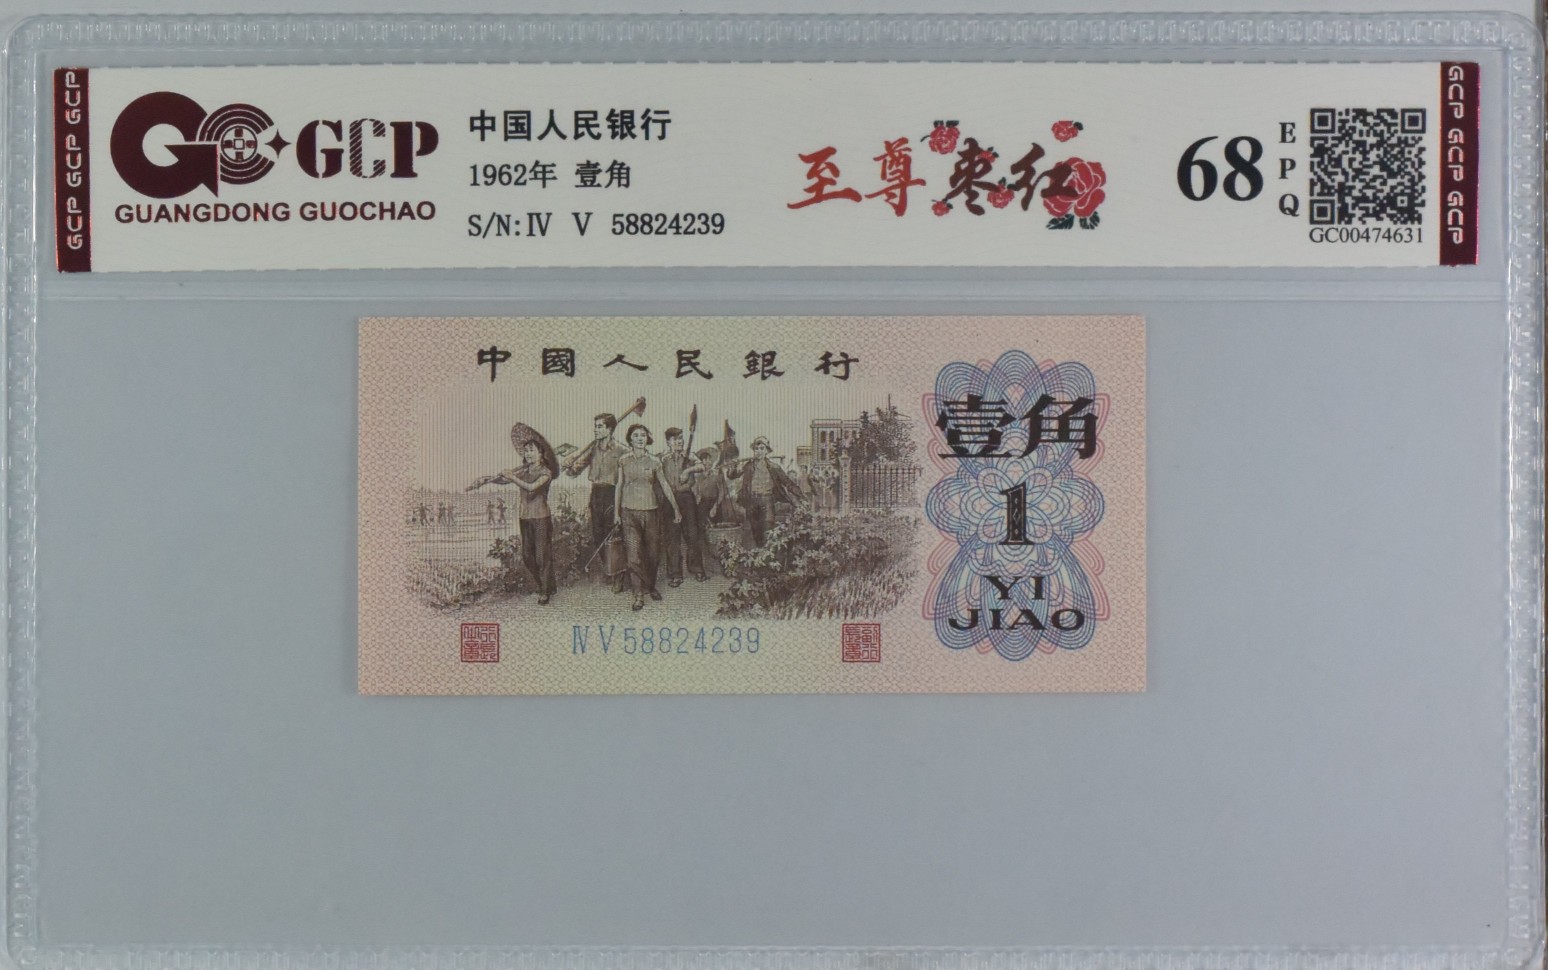 GCP GCP GCP
GC GCP
GUANGDONG GUOCHAO
中国人民银行
1962年 壹角
S/N:Ⅳ Ⅴ 58824239
至尊枣红
68
E
P
Q
GC00474631
GCP GCP GCP
中國人民銀行
壹角
1
YI
JIAO
ⅣⅤ58824239